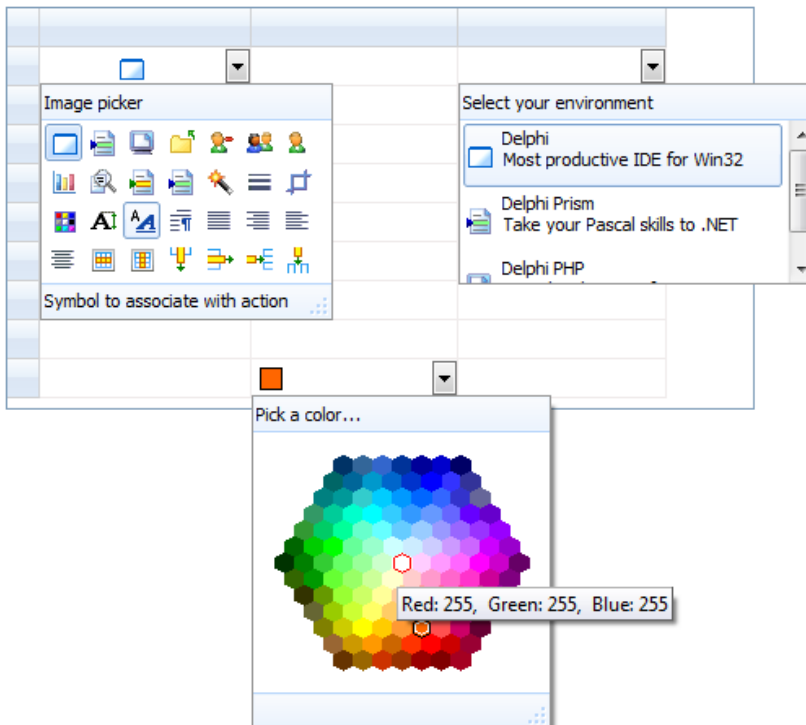 Image picker
Symbol to associate with action
Select your environment
Delphi
Most productive IDE for Win32
Delphi Prism
Take your Pascal skills to .NET
Delphi PHP
Pick a color...
Red: 255, Green: 255, Blue: 255